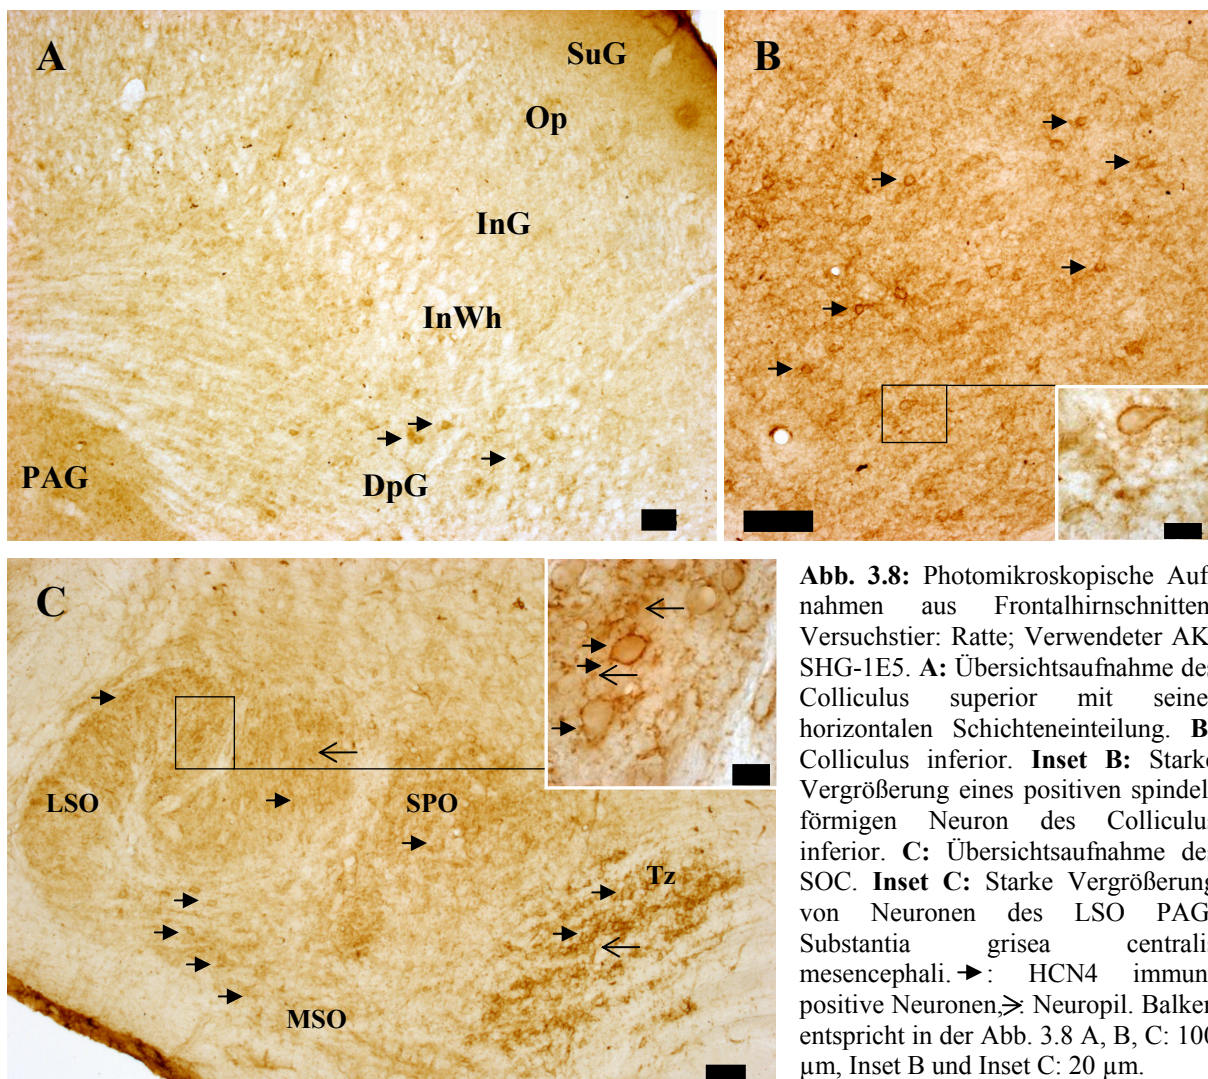 A
SuG
Op
InG
InWh
DpG
PAG
B
C
LSO
SPO
Tz
MSO
Abb. 3.8: Photomikroskopische Auf
nahmen aus Frontalhirnschnitten
Versuchstier: Ratte; Verwendeter AK
SHG-1E5. A: Übersichtsaufnahme des
Colliculus superior mit seine
horizontalen Schichteneinteilung. B
Colliculus inferior. Inset B: Starke
Vergrößerung eines positiven spindel
förmigen Neuron des Colliculus
inferior. C: Übersichtsaufnahme des
SOC. Inset C: Starke Vergrößerung
von Neuronen des LSO PAG
Substantia grisea centralis
mesencephali. : HCN4 immun
positive Neuronen, : Neuropil. Balken
entspricht in der Abb. 3.8 A, B, C: 100
µm, Inset B und Inset C: 20 µm.